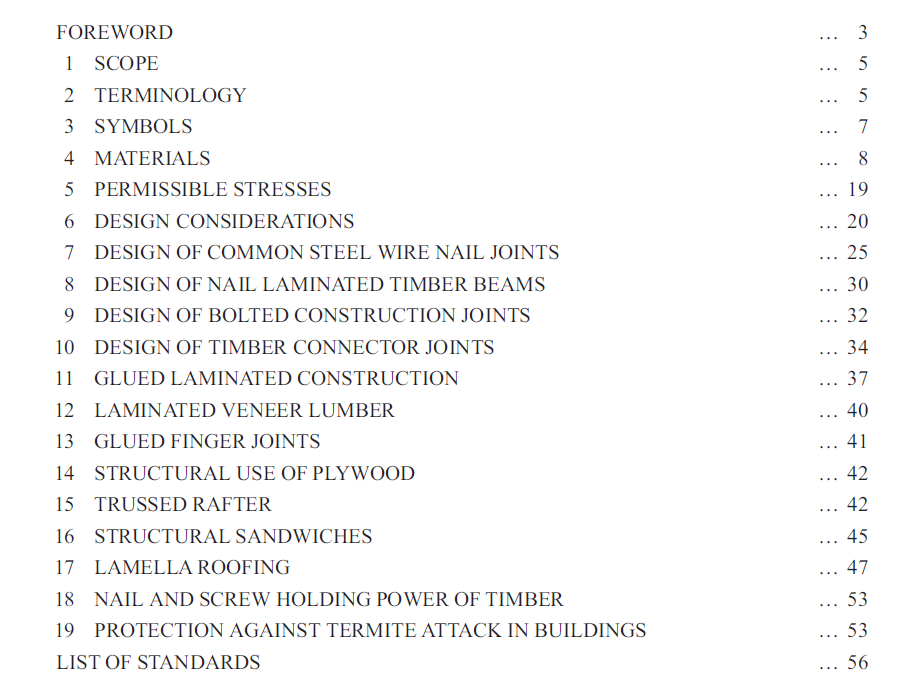 FOREWORD ... 3
1 SCOPE ... 5
2 TERMINOLOGY ... 5
3 SYMBOLS ... 7
4 MATERIALS ... 8
5 PERMISSIBLE STRESSES ... 19
6 DESIGN CONSIDERATIONS ... 20
7 DESIGN OF COMMON STEEL WIRE NAIL JOINTS ... 25
8 DESIGN OF NAIL LAMINATED TIMBER BEAMS ... 30
9 DESIGN OF BOLTED CONSTRUCTION JOINTS ... 32
10 DESIGN OF TIMBER CONNECTOR JOINTS ... 34
11 GLUED LAMINATED CONSTRUCTION ... 37
12 LAMINATED VENEER LUMBER ... 40
13 GLUED FINGER JOINTS ... 41
14 STRUCTURAL USE OF PLYWOOD ... 42
15 TRUSSED RAFTER ... 42
16 STRUCTURAL SANDWICHES ... 45
17 LAMELLA ROOFING ... 47
18 NAIL AND SCREW HOLDING POWER OF TIMBER ... 53
19 PROTECTION AGAINST TERMITE ATTACK IN BUILDINGS ... 53
LIST OF STANDARDS ... 56